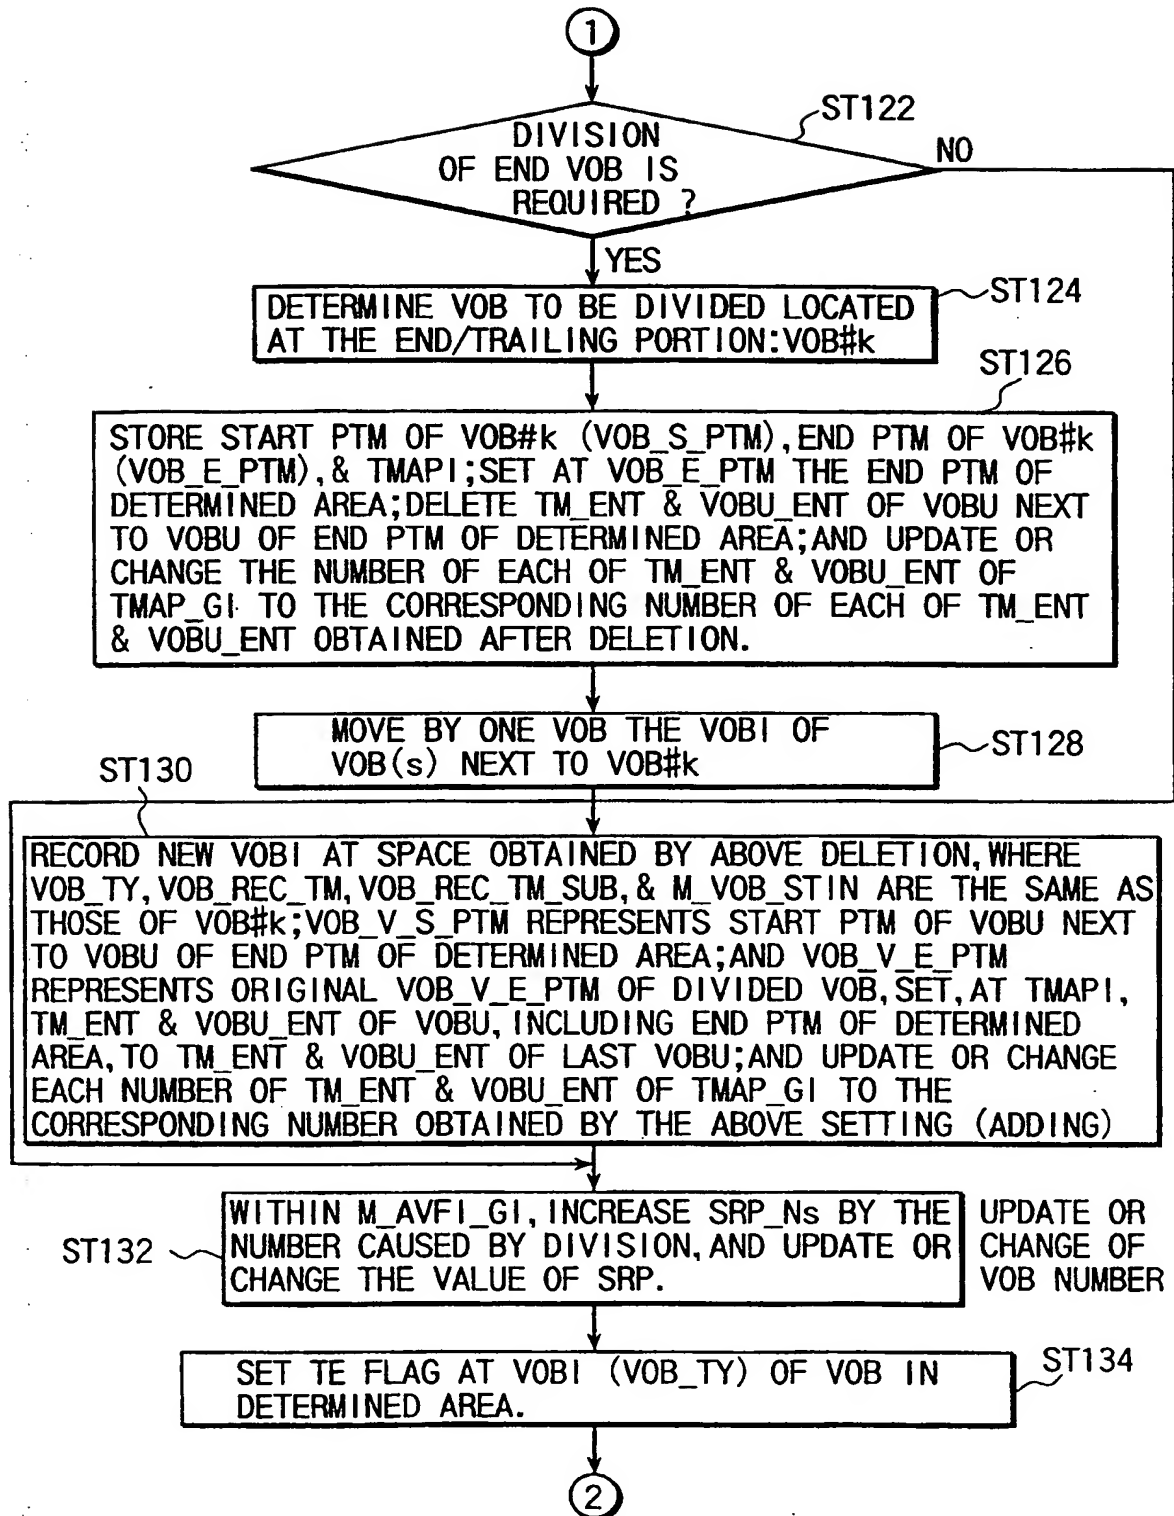 1
ST122
DIVISION
OF END VOB IS
REQUIRED ?
NO
YES
ST124
DETERMINE VOB TO BE DIVIDED LOCATED
AT THE END/TRAILING PORTION:VOB#k
ST126
STORE START PTM OF VOB#k (VOB_S_PTM),END PTM OF VOB#k
(VOB_E_PTM),& TMAPI;SET AT VOB_E_PTM THE END PTM OF
DETERMINED AREA;DELETE TM_ENT & VOBU_ENT OF VOBU NEXT
TO VOBU OF END PTM OF DETERMINED AREA;AND UPDATE OR
CHANGE THE NUMBER OF EACH OF TM_ENT & VOBU_ENT OF
TMAP_GI TO THE CORRESPONDING NUMBER OF EACH OF TM_ENT
& VOBU_ENT OBTAINED AFTER DELETION.
MOVE BY ONE VOB THE VOBI OF
VOB(s) NEXT TO VOB#k
ST128
ST130
RECORD NEW VOBI AT SPACE OBTAINED BY ABOVE DELETION,WHERE
VOB_TY,VOB_REC_TM,VOB_REC_TM_SUB,& M_VOB_STIN ARE THE SAME AS
THOSE OF VOB#k;VOB_V_S_PTM REPRESENTS START PTM OF VOBU NEXT
TO VOBU OF END PTM OF DETERMINED AREA;AND VOB_V_E_PTM
REPRESENTS ORIGINAL VOB_V_E_PTM OF DIVIDED VOB,SET,AT TMAPI,
TM_ENT & VOBU_ENT OF VOBU,INCLUDING END PTM OF DETERMINED
AREA,TO TM_ENT & VOBU_ENT OF LAST VOBU;AND UPDATE OR CHANGE
EACH NUMBER OF TM_ENT & VOBU_ENT OF TMAP_GI TO THE
CORRESPONDING NUMBER OBTAINED BY THE ABOVE SETTING (ADDING)
ST132
WITHIN M_AVFI_GI,INCREASE SRP_Ns BY THE
NUMBER CAUSED BY DIVISION,AND UPDATE OR
CHANGE THE VALUE OF SRP.
UPDATE OR
CHANGE OF
VOB NUMBER
SET TE FLAG AT VOBI (VOB_TY) OF VOB IN
DETERMINED AREA.
ST134
2